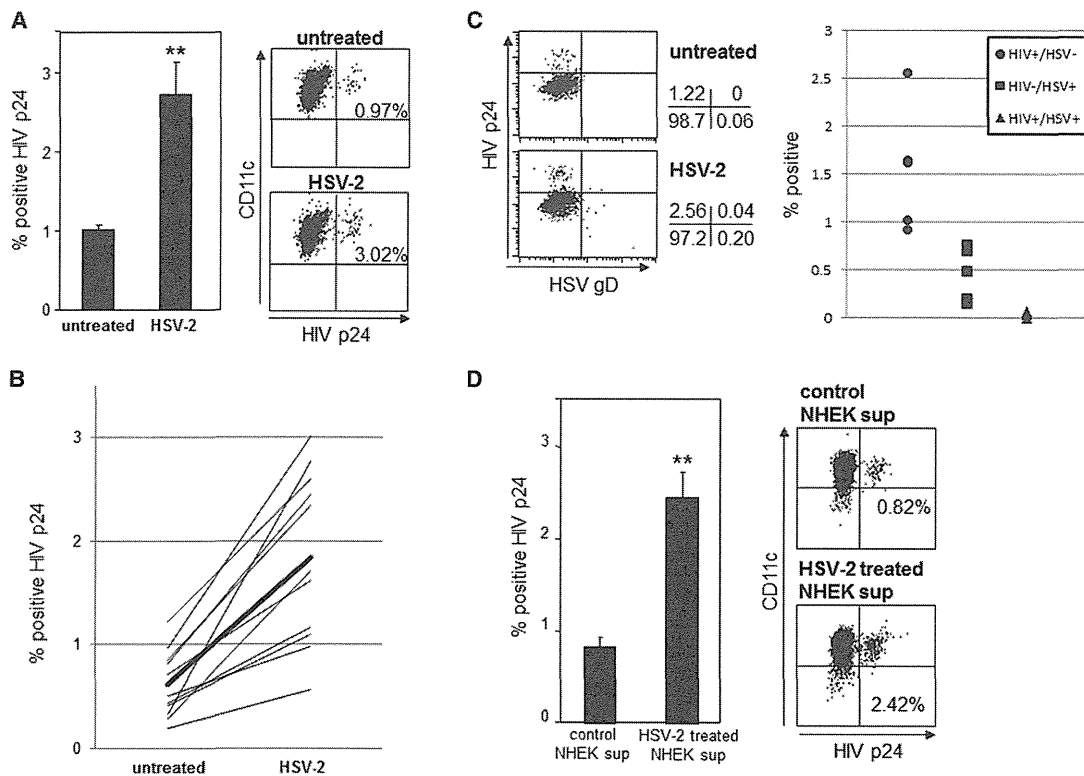 A
% positive HIV p24
3
2
1
0
**
untreated
HSV-2
untreated
0.97%
HSV-2
3.02%
CD11c
HIV p24
B
% positive HIV p24
3
2
1
0
untreated
HSV-2
C
HIV p24
HSV gD
untreated
1.22 0
98.7 0.06
HSV-2
2.56 0.04
97.2 0.20
% positive
3
2.5
2
1.5
1
0.5
0
HIV+/HSV-
HIV-/HSV+
HIV+/HSV+
D
% positive HIV p24
3
2
1
0
**
control
NHEK sup
HSV-2 treated
NHEK sup
control
NHEK sup
0.82%
HSV-2 treated
NHEK sup
2.42%
CD11c
HIV p24